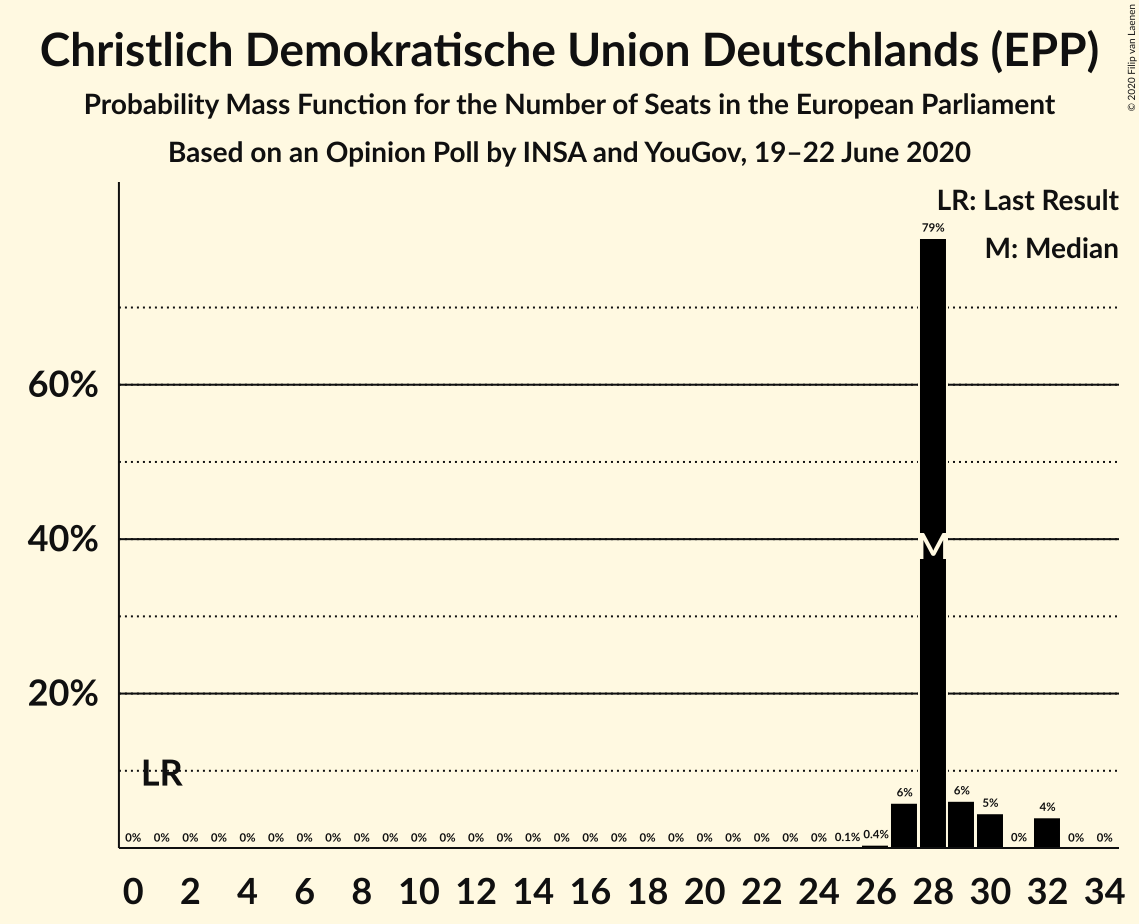 Christlich Demokratische Union Deutschlands (EPP)
Probability Mass Function for the Number of Seats in the European Parliament
Based on an Opinion Poll by INSA and YouGov, 19–22 June 2020
© 2020 Filip van Laenen
LR: Last Result
M: Median
79%
60%
40%
M
20%
LR
0% 0% 0% 0% 0% 0% 0% 0% 0% 0% 0% 0% 0% 0% 0% 0% 0% 0% 0% 0% 0% 0% 0% 0% 0% 0.1% 0.4% 6% 6% 5% 0% 4% 0% 0%
0 2 4 6 8 10 12 14 16 18 20 22 24 26 28 30 32 34